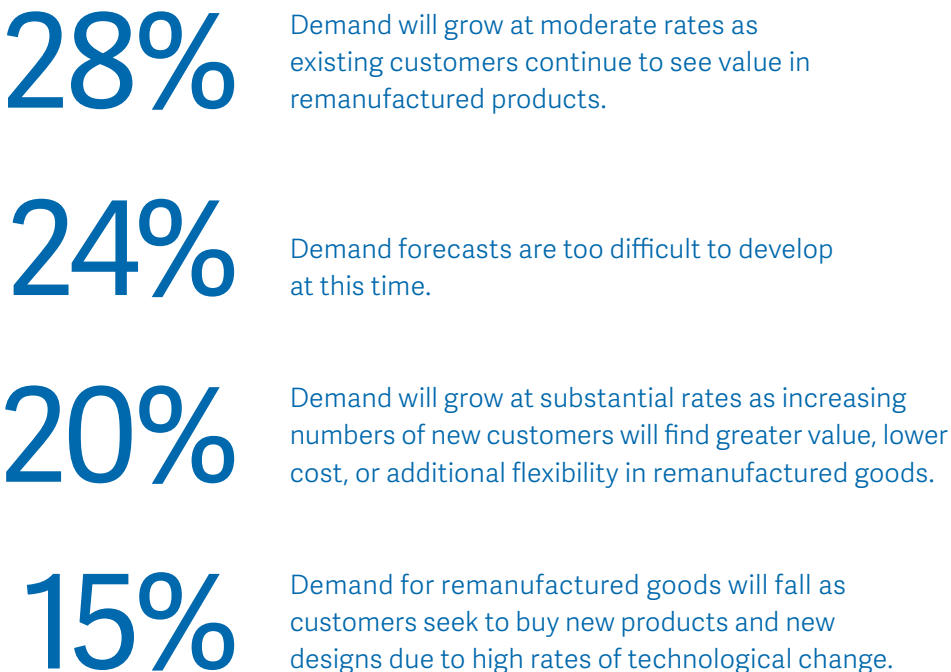 28%
Demand will grow at moderate rates as
existing customers continue to see value in
remanufactured products.
24%
Demand forecasts are too difficult to develop
at this time.
20%
Demand will grow at substantial rates as increasing
numbers of new customers will find greater value, lower
cost, or additional flexibility in remanufactured goods.
15%
Demand for remanufactured goods will fall as
customers seek to buy new products and new
designs due to high rates of technological change.